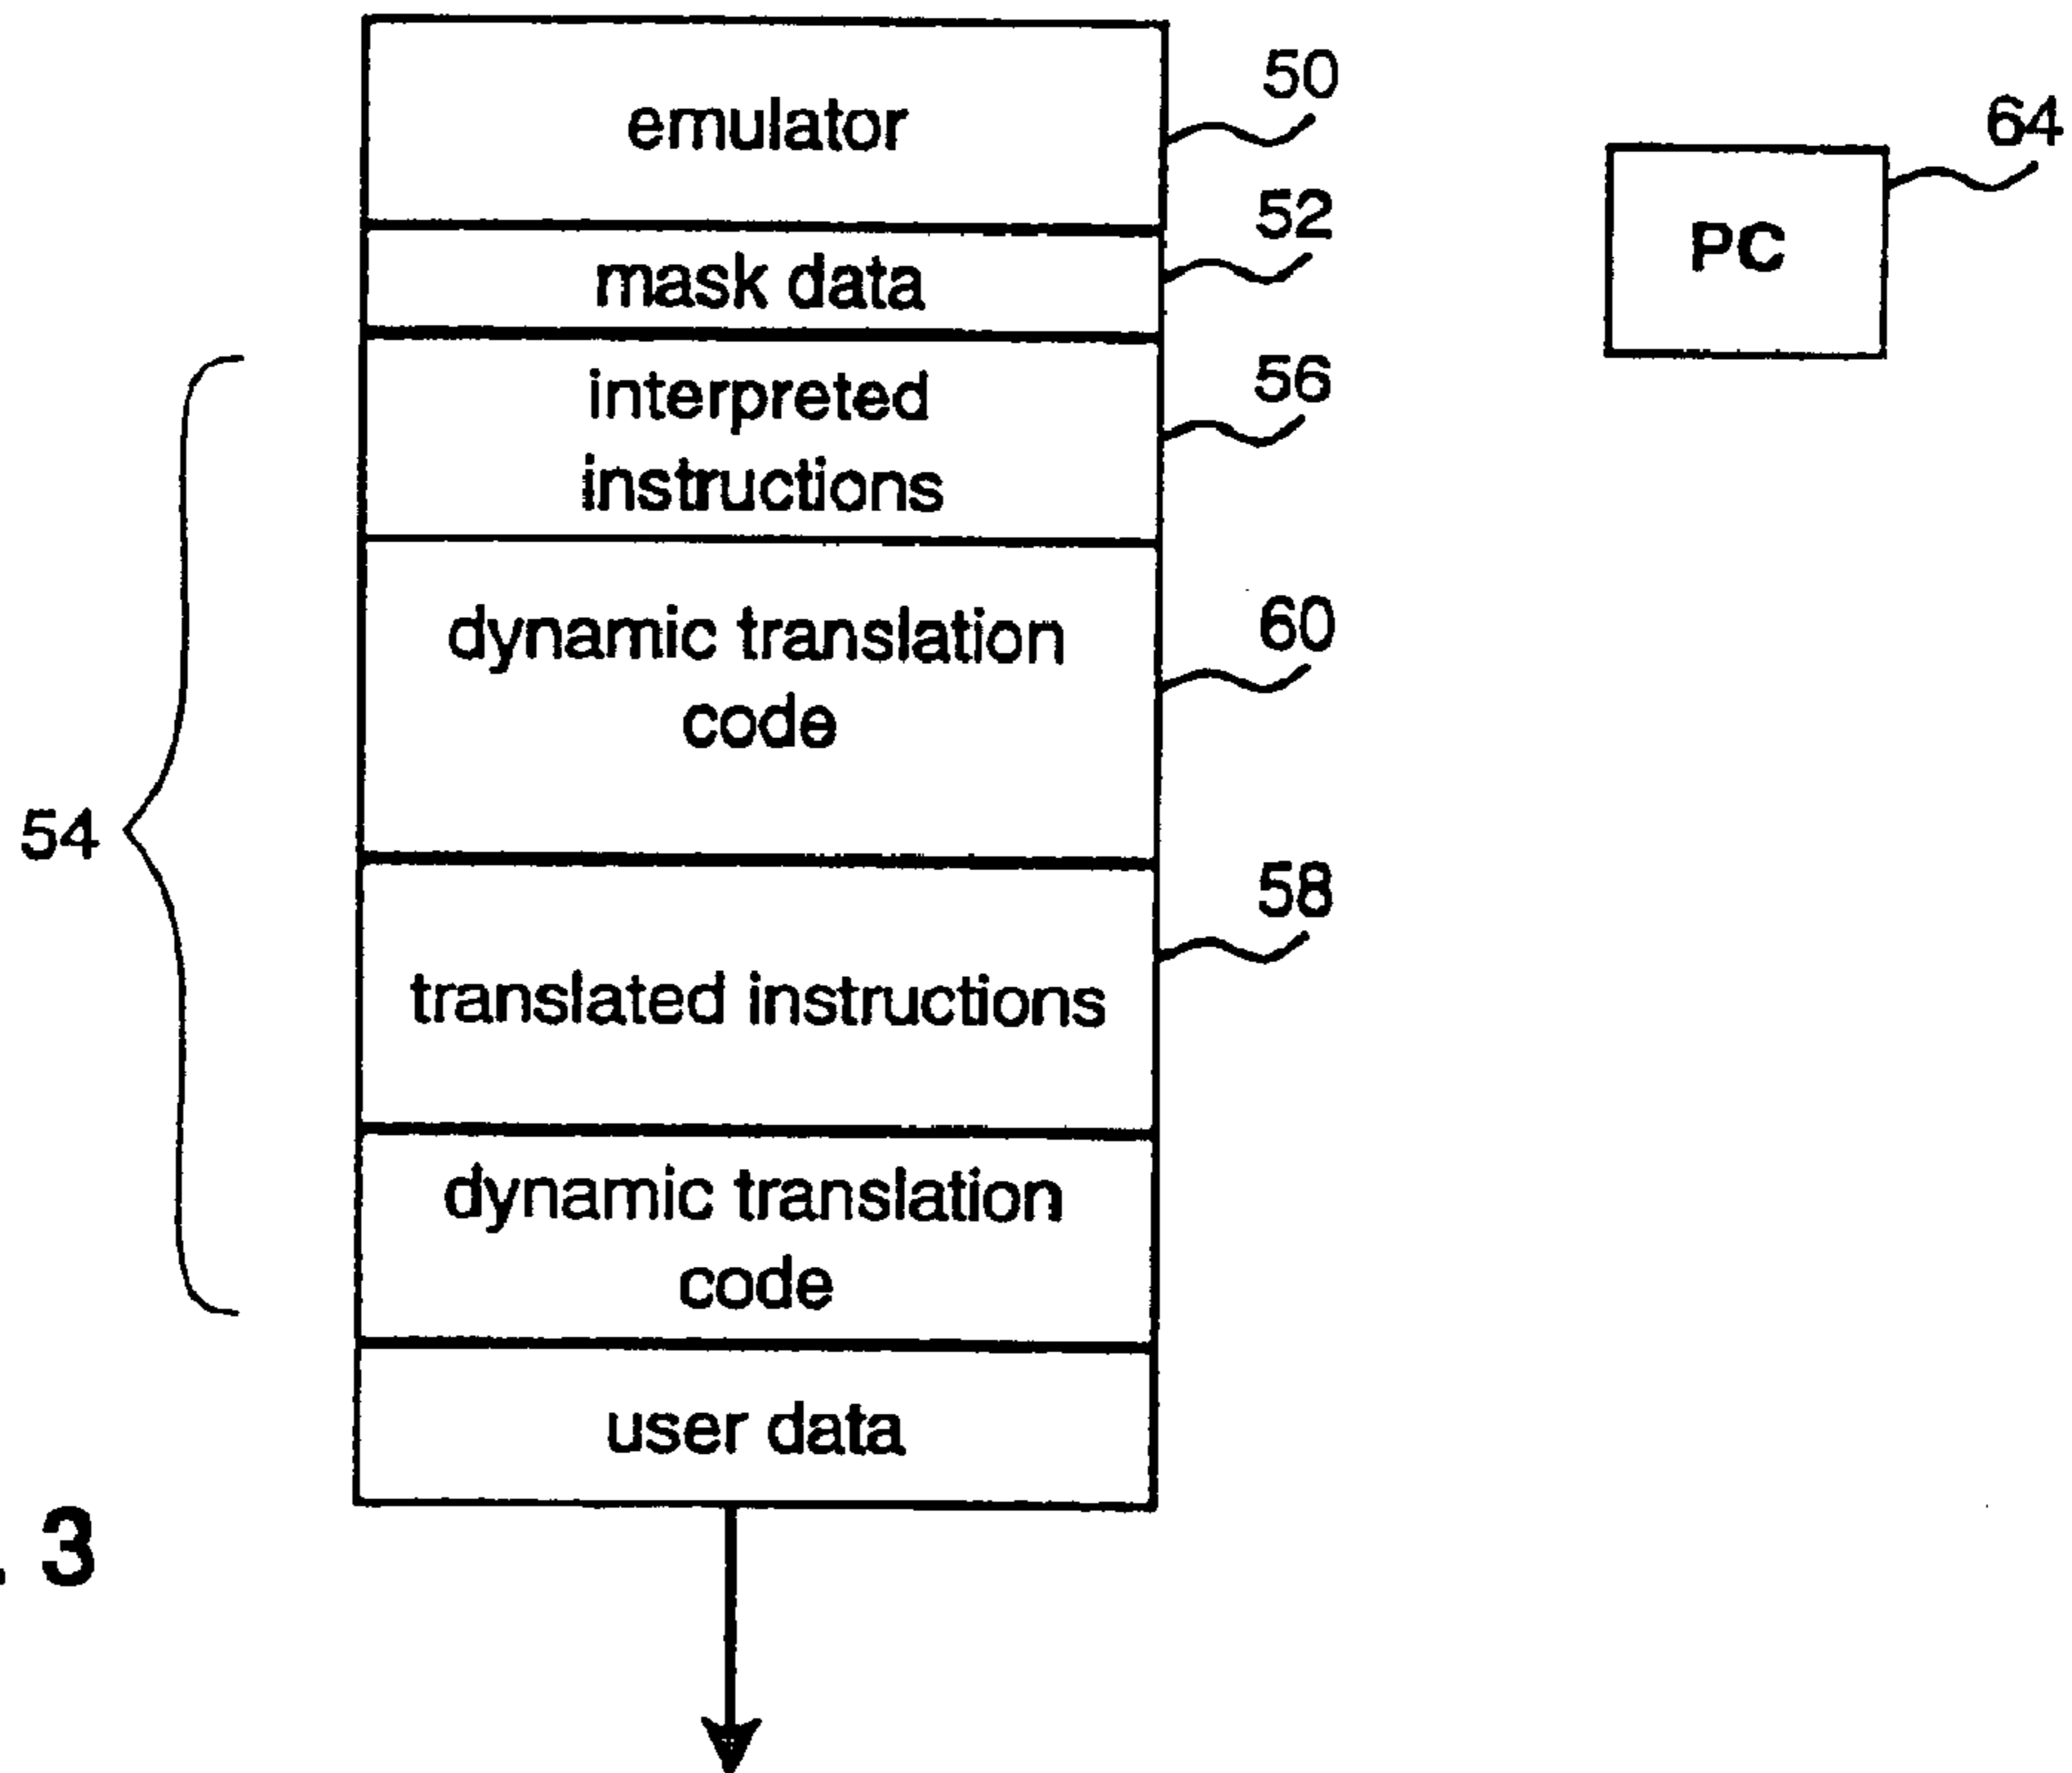 emulator
50
64
PC
mask data
52
interpreted
instructions
56
dynamic translation
code
60
54
translated instructions
58
dynamic translation
code
user data
. 3